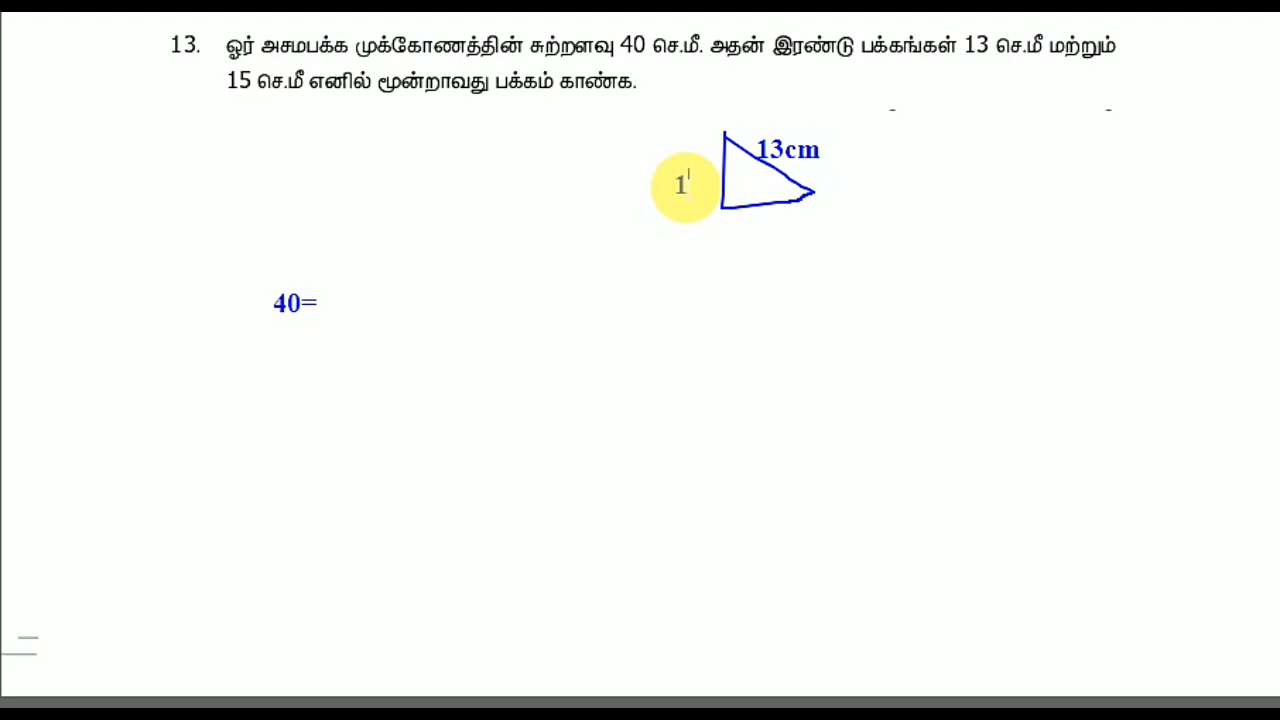 13. ஓர் அசமபக்க முக்கோணத்தின் சுற்றளவு 40 செ.மீ. அதன் இரண்டு பக்கங்கள் 13 செ.மீ மற்றும்
15 செ.மீ எனில் மூன்றாவது பக்கம் காண்க.
13cm
1
40=